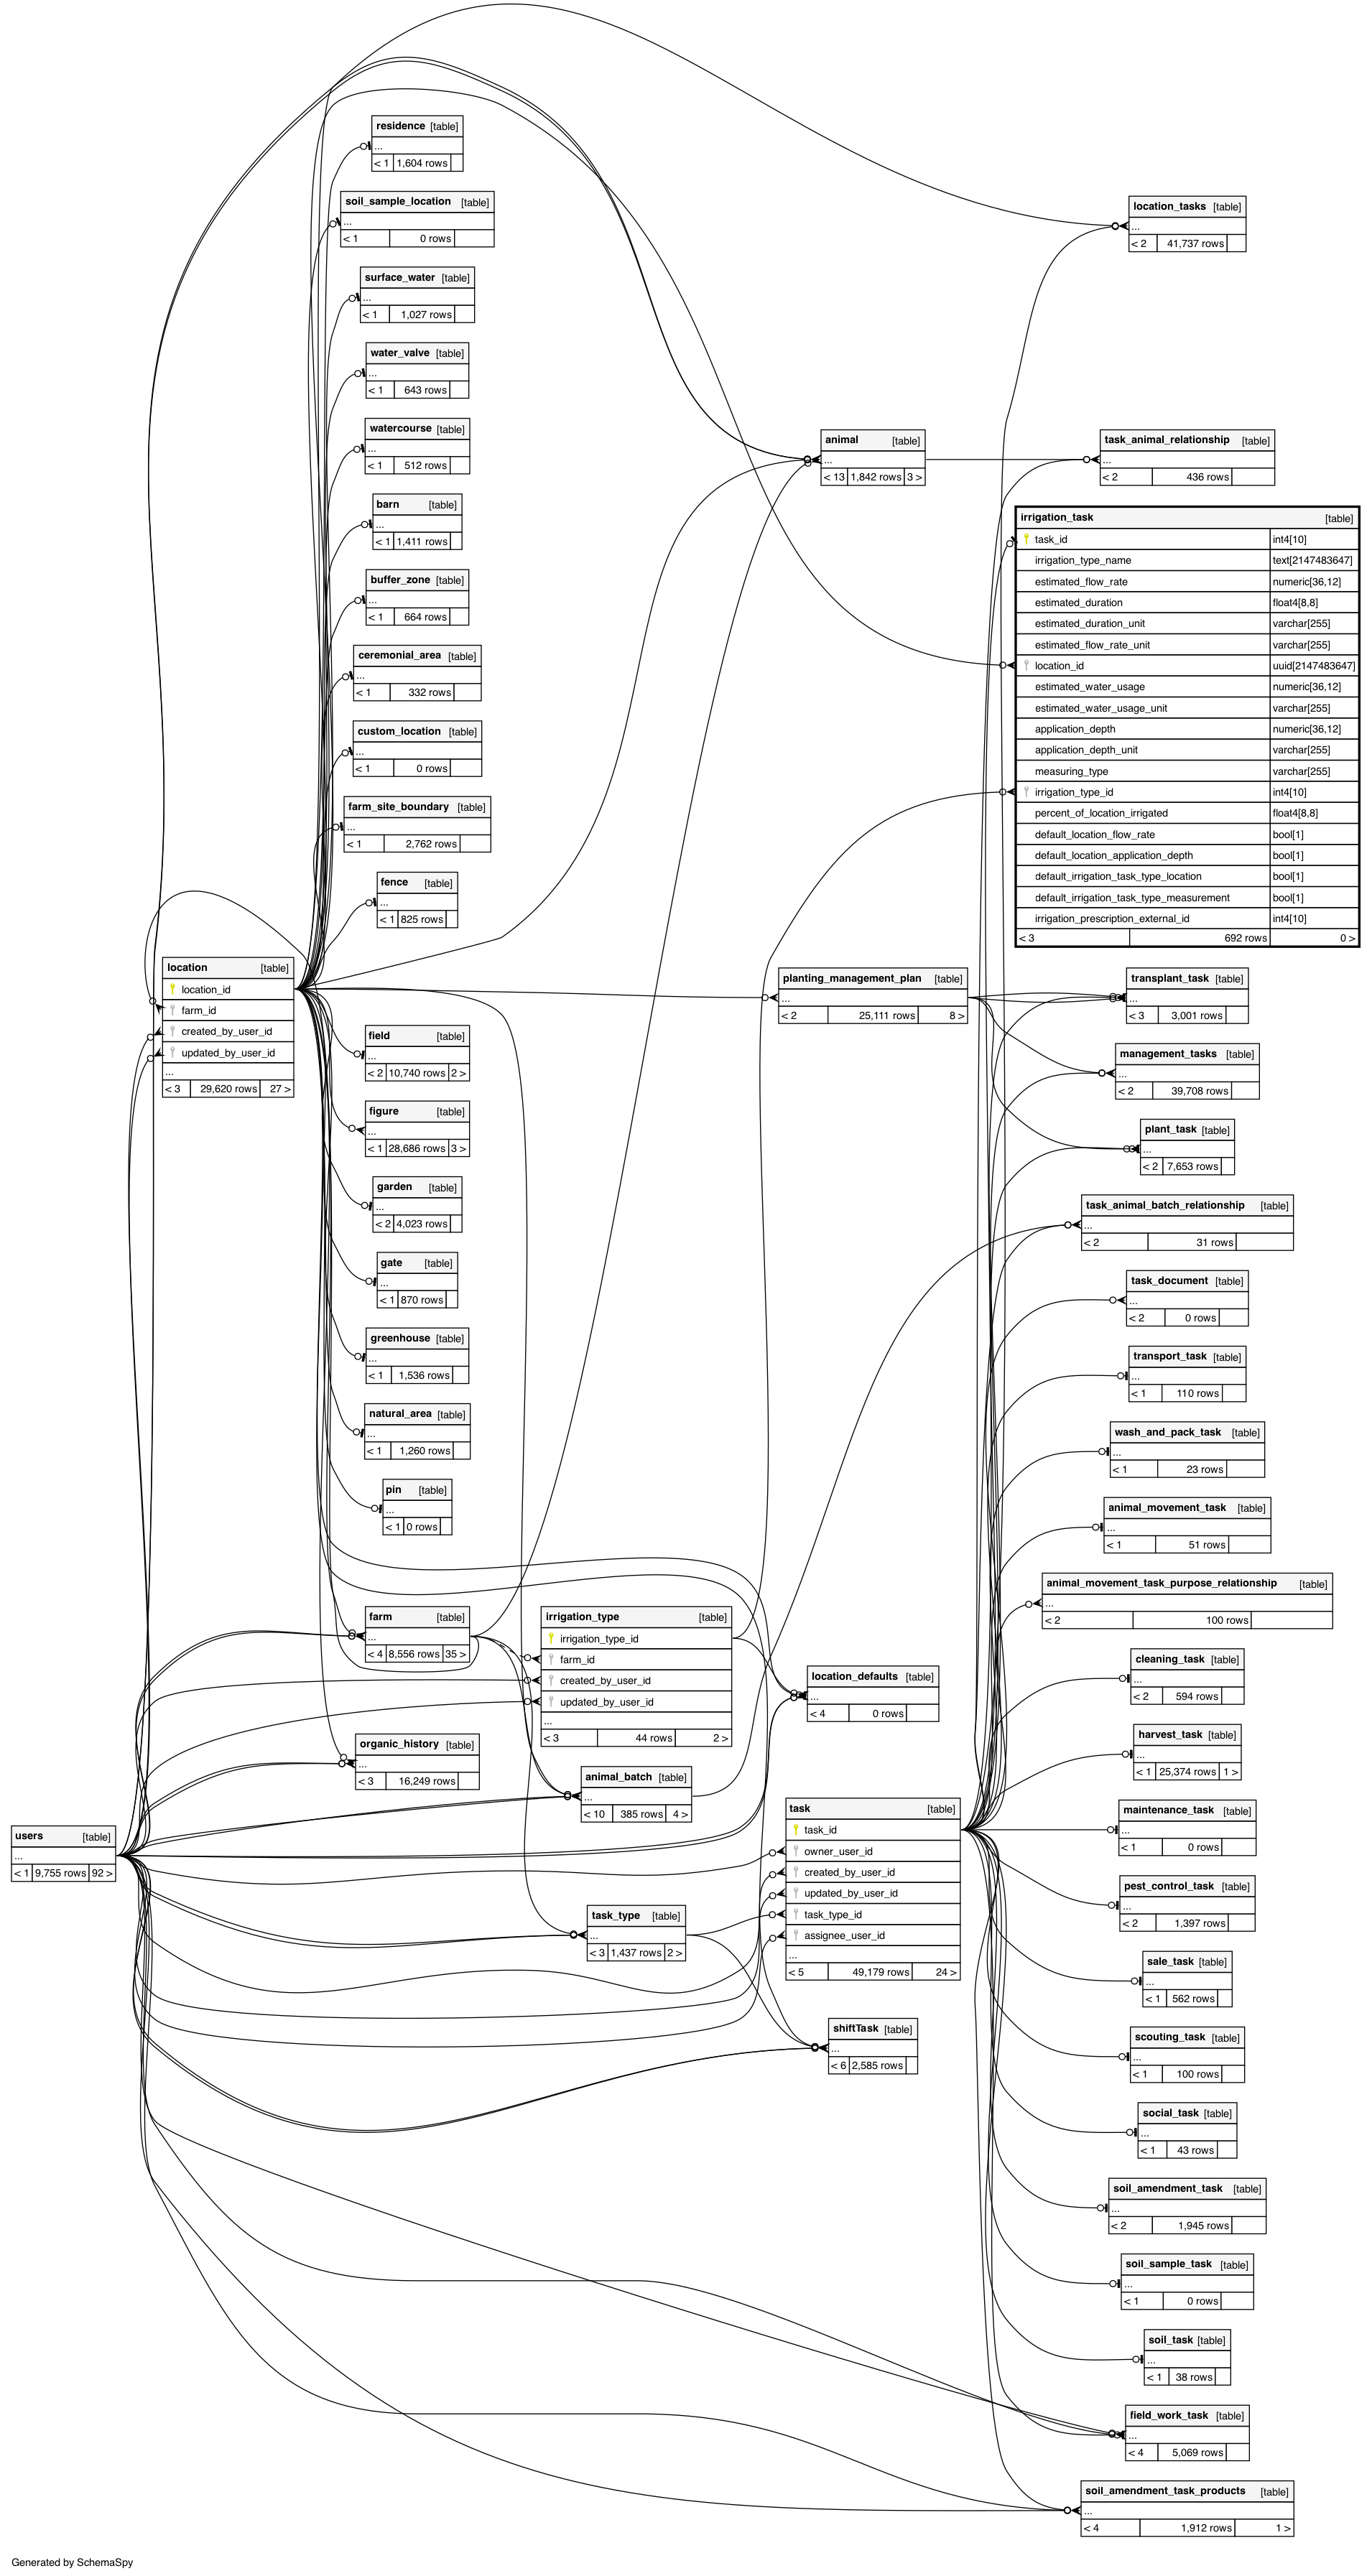 residence [table]
...
< 1 1,604 rows
soil_sample_location [table]
...
< 1 0 rows
surface_water [table]
...
< 1 1,027 rows
water_valve [table]
...
< 1 643 rows
watercourse [table]
...
< 1 512 rows
barn [table]
...
< 1 1,411 rows
buffer_zone [table]
...
< 1 664 rows
ceremonial_area [table]
...
< 1 332 rows
custom_location [table]
...
< 1 0 rows
farm_site_boundary [table]
...
< 1 2,762 rows
fence [table]
...
< 1 825 rows
location [table]
location_id
farm_id
created_by_user_id
updated_by_user_id
...
< 3 29,620 rows 27 >
field [table]
...
< 2 10,740 rows 2 >
figure [table]
...
< 1 28,686 rows 3 >
garden [table]
...
< 2 4,023 rows
gate [table]
...
< 1 870 rows
greenhouse [table]
...
< 1 1,536 rows
natural_area [table]
...
< 1 1,260 rows
pin [table]
...
< 1 0 rows
farm [table]
...
< 4 8,556 rows 35 >
organic_history [table]
...
< 3 16,249 rows
users [table]
...
< 1 9,755 rows 92 >
irrigation_type [table]
irrigation_type_id
farm_id
created_by_user_id
updated_by_user_id
...
< 3 44 rows 2 >
animal_batch [table]
...
< 10 385 rows 4 >
task_type [table]
...
< 3 1,437 rows 2 >
animal [table]
...
< 13 1,842 rows 3 >
planting_management_plan [table]
...
< 2 25,111 rows 8 >
location_defaults [table]
...
< 4 0 rows
task [table]
task_id
owner_user_id
created_by_user_id
updated_by_user_id
task_type_id
assignee_user_id
...
< 5 49,179 rows 24 >
shiftTask [table]
...
< 6 2,585 rows
location_tasks [table]
...
< 2 41,737 rows
task_animal_relationship [table]
...
< 2 436 rows
irrigation_task [table]
task_id int4[10]
irrigation_type_name text[2147483647]
estimated_flow_rate numeric[36,12]
estimated_duration float4[8,8]
estimated_duration_unit varchar[255]
estimated_flow_rate_unit varchar[255]
location_id uuid[2147483647]
estimated_water_usage numeric[36,12]
estimated_water_usage_unit varchar[255]
application_depth numeric[36,12]
application_depth_unit varchar[255]
measuring_type varchar[255]
irrigation_type_id int4[10]
percent_of_location_irrigated float4[8,8]
default_location_flow_rate bool[1]
default_location_application_depth bool[1]
default_irrigation_task_type_location bool[1]
default_irrigation_task_type_measurement bool[1]
irrigation_prescription_external_id int4[10]
< 3 692 rows 0 >
transplant_task [table]
...
< 3 3,001 rows
management_tasks [table]
...
< 2 39,708 rows
plant_task [table]
...
< 2 7,653 rows
task_animal_batch_relationship [table]
...
< 2 31 rows
task_document [table]
...
< 2 0 rows
transport_task [table]
...
< 1 110 rows
wash_and_pack_task [table]
...
< 1 23 rows
animal_movement_task [table]
...
< 1 51 rows
animal_movement_task_purpose_relationship [table]
...
< 2 100 rows
cleaning_task [table]
...
< 2 594 rows
harvest_task [table]
...
< 1 25,374 rows 1 >
maintenance_task [table]
...
< 1 0 rows
pest_control_task [table]
...
< 2 1,397 rows
sale_task [table]
...
< 1 562 rows
scouting_task [table]
...
< 1 100 rows
social_task [table]
...
< 1 43 rows
soil_amendment_task [table]
...
< 2 1,945 rows
soil_sample_task [table]
...
< 1 0 rows
soil_task [table]
...
< 1 38 rows
field_work_task [table]
...
< 4 5,069 rows
soil_amendment_task_products [table]
...
< 4 1,912 rows 1 >
Generated by SchemaSpy